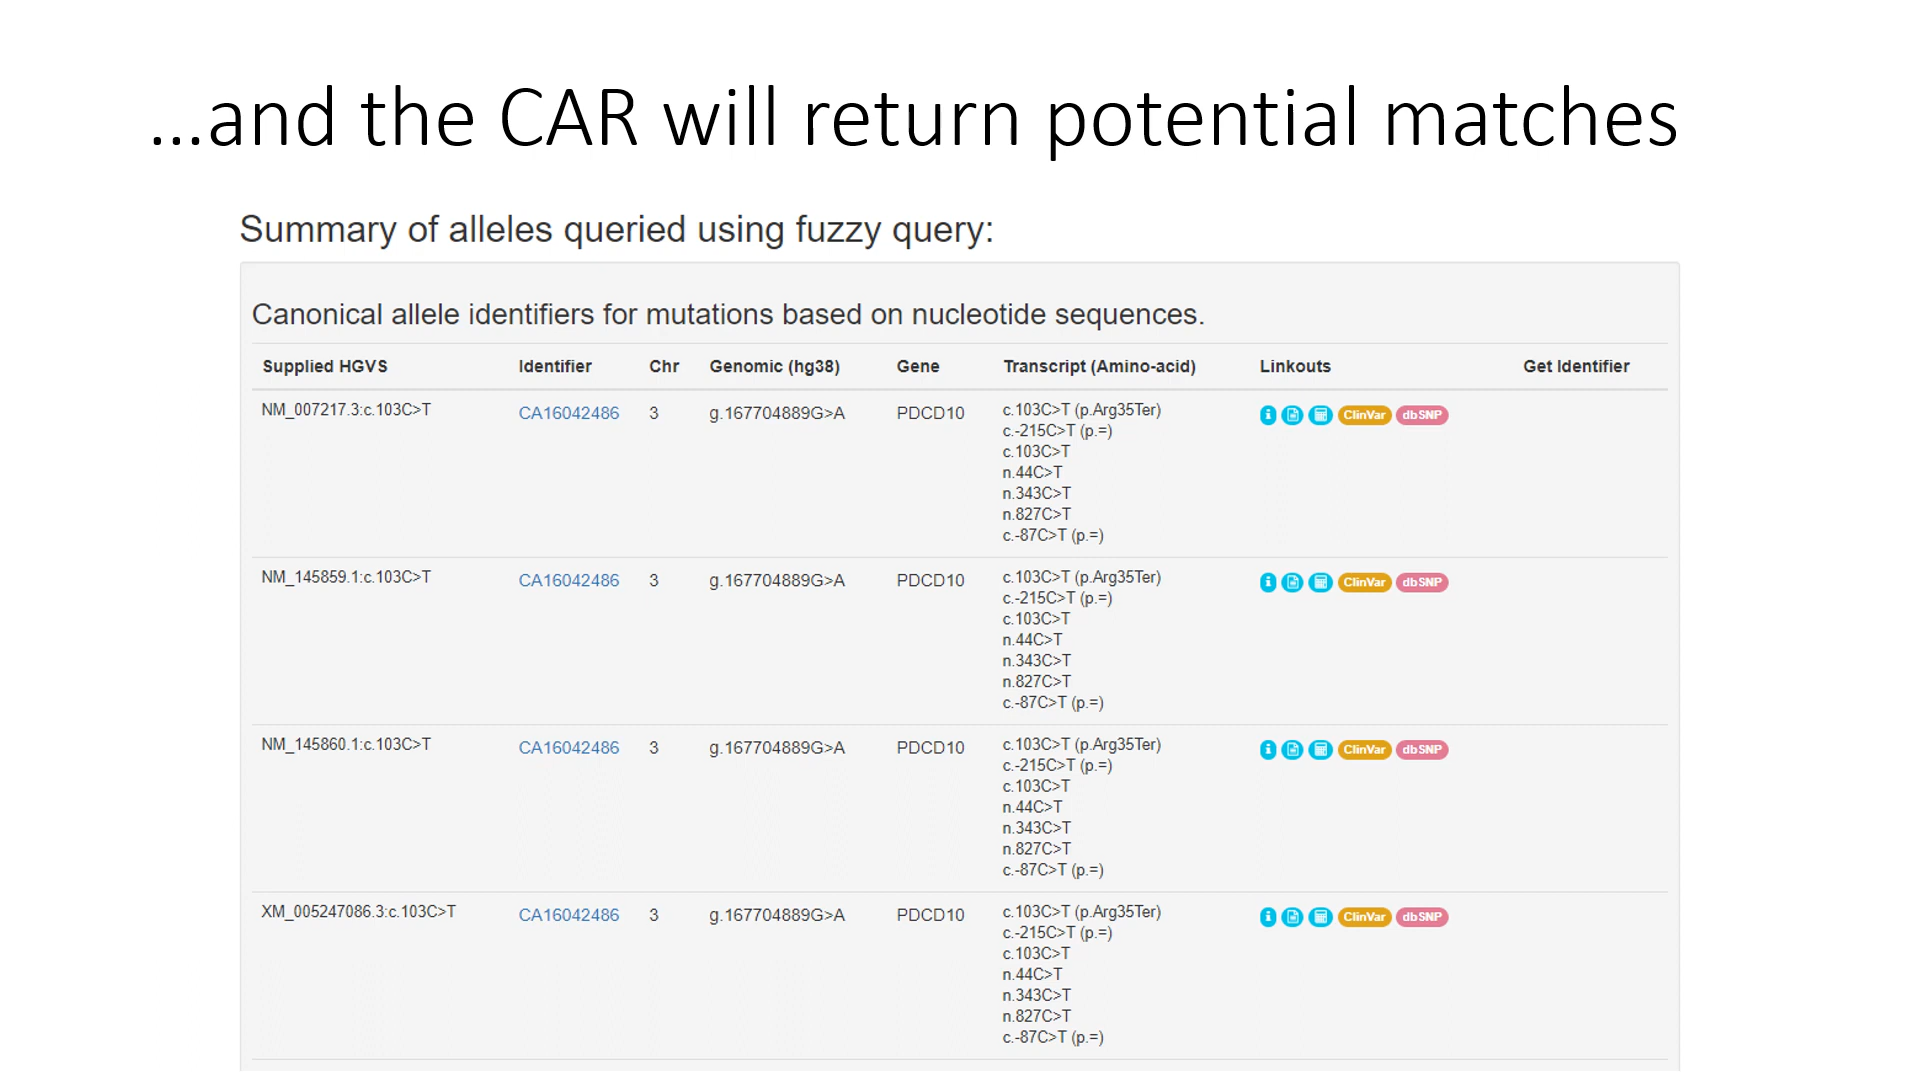 ...and the CAR will return potential matches
Summary of alleles queried using fuzzy query:
Canonical allele identifiers for mutations based on nucleotide sequences.
Supplied HGVS Identifier Chr Genomic (hg38) Gene Transcript (Amino-acid) Linkouts Get Identifier
NM_007217.3:c.103C>T CA16042486 3 g.167704889G>A PDCD10 c.103C>T (p.Arg35Ter) ClinVar dbSNP
c.-215C>T (p.=)
c.103C>T
n.44C>T
n.343C>T
n.827C>T
c.-87C>T (p.=)
NM_145859.1:c.103C>T CA16042486 3 g.167704889G>A PDCD10 c.103C>T (p.Arg35Ter) ClinVar dbSNP
c.-215C>T (p.=)
c.103C>T
n.44C>T
n.343C>T
n.827C>T
c.-87C>T (p.=)
NM_145860.1:c.103C>T CA16042486 3 g.167704889G>A PDCD10 c.103C>T (p.Arg35Ter) ClinVar dbSNP
c.-215C>T (p.=)
c.103C>T
n.44C>T
n.343C>T
n.827C>T
c.-87C>T (p.=)
XM_005247086.3:c.103C>T CA16042486 3 g.167704889G>A PDCD10 c.103C>T (p.Arg35Ter) ClinVar dbSNP
c.-215C>T (p.=)
c.103C>T
n.44C>T
n.343C>T
n.827C>T
c.-87C>T (p.=)